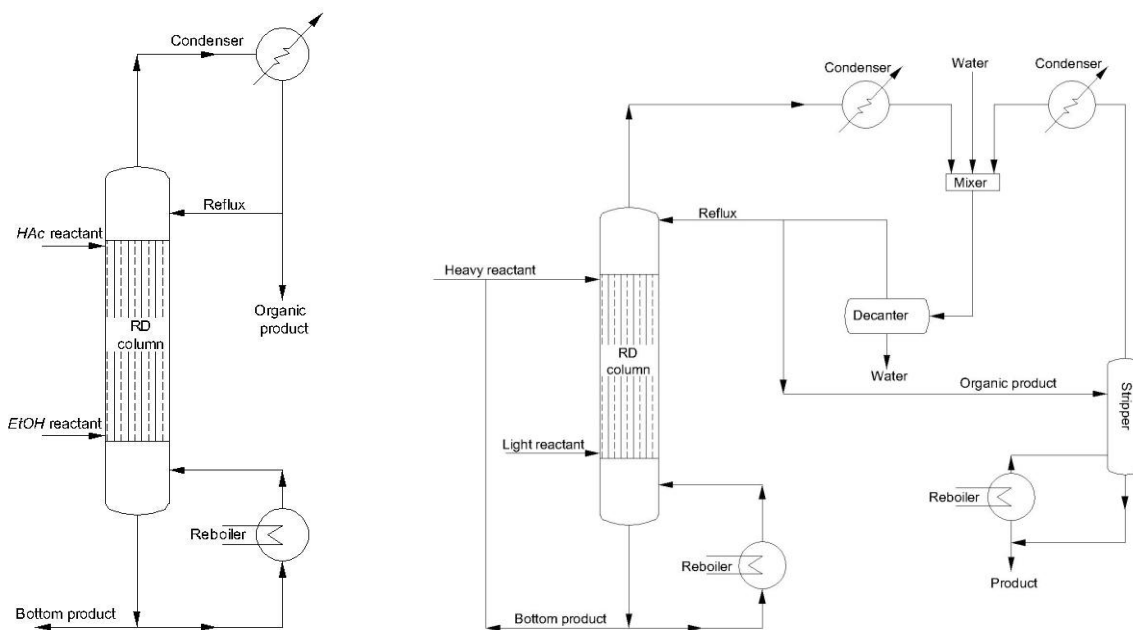 Condenser
Reflux
HAc reactant
Organic
product
RD
column
EtOH reactant
Reboiler
Bottom product
Condenser
Water
Condenser
Mixer
Reflux
Heavy reactant
Decanter
RD
column
Water
Organic product
Stripper
Light reactant
Reboiler
Reboiler
Product
Bottom product